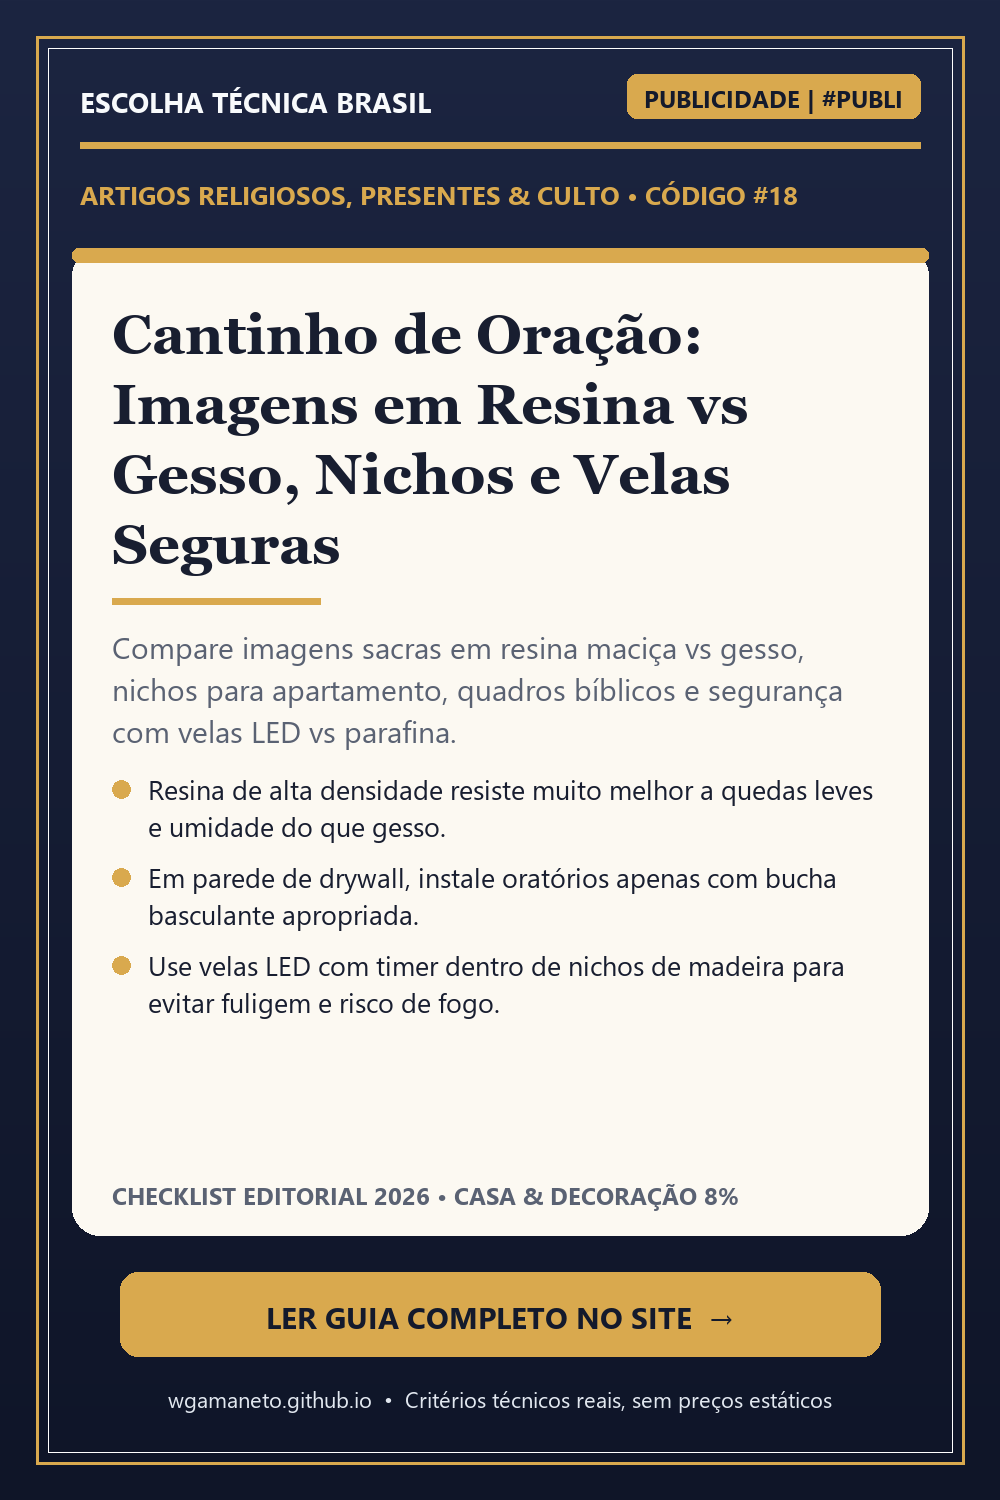 ESCOLHA TÉCNICA BRASIL
PUBLICIDADE | #PUBLI
ARTIGOS RELIGIOSOS, PRESENTES & CULTO • CÓDIGO #18
Cantinho de Oração:
Imagens em Resina vs
Gesso, Nichos e Velas
Seguras
Compare imagens sacras em resina maciça vs gesso,
nichos para apartamento, quadros bíblicos e segurança
com velas LED vs parafina.
Resina de alta densidade resiste muito melhor a quedas leves
e umidade do que gesso.
Em parede de drywall, instale oratórios apenas com bucha
basculante apropriada.
Use velas LED com timer dentro de nichos de madeira para
evitar fuligem e risco de fogo.
CHECKLIST EDITORIAL 2026 • CASA & DECORAÇÃO 8%
LER GUIA COMPLETO NO SITE →
wgamaneto.github.io • Critérios técnicos reais, sem preços estáticos